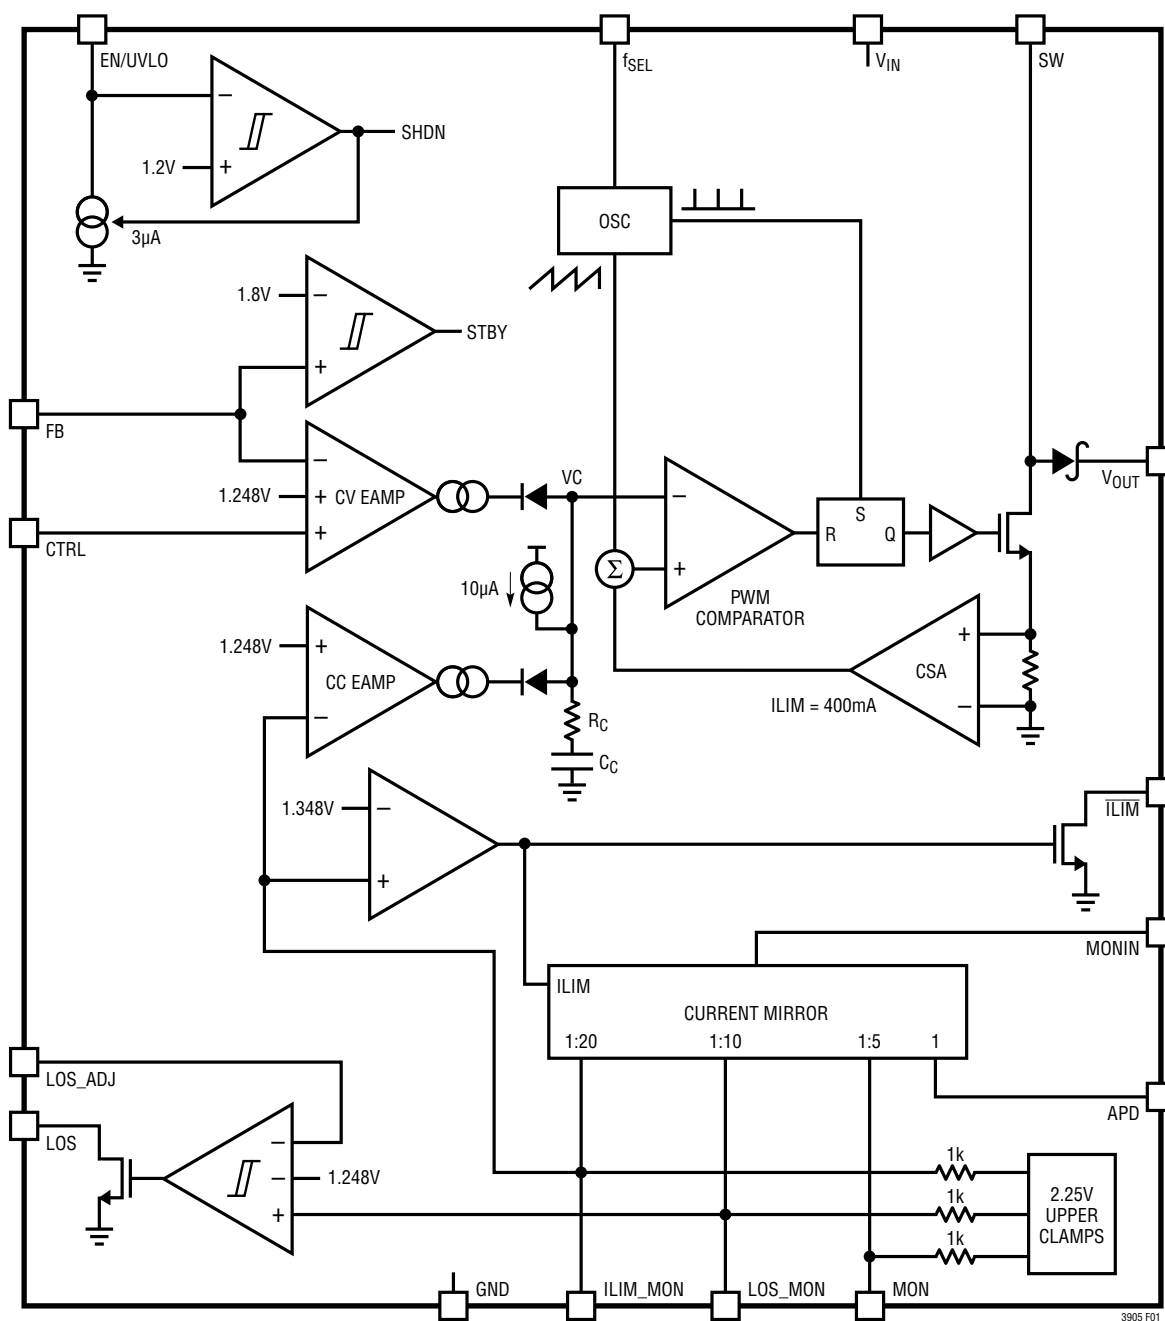 EN/UVLO
fSEL
VIN
SW
−
SHDN
1.2V
+
3µA
OSC
1.8V
−
STBY
+
FB
−
1.248V
+
CV EAMP
+
CTRL
VC
−
+
PWM
COMPARATOR
Σ
S
R
Q
VOUT
10µA
1.248V
+
CC EAMP
−
RC
CC
+
CSA
−
ILIM = 400mA
1.348V
−
+
ILIM
MONIN
ILIM
CURRENT MIRROR
1:20
1:10
1:5
1
APD
LOS_ADJ
LOS
−
−
1.248V
+
1k
1k
1k
2.25V
UPPER
CLAMPS
GND
ILIM_MON
LOS_MON
MON
3905 F01